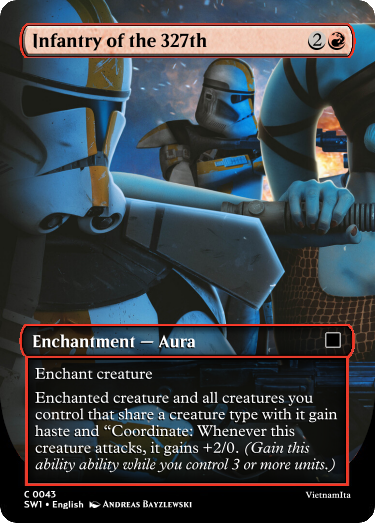 Infantry of the 327th 2
Enchantment — Aura
Enchant creature
Enchanted creature and all creatures you
control that share a creature type with it gain
haste and “Coordinate: Whenever this
creature attacks, it gains +2/0. (Gain this
ability ability while you control 3 or more units.)
C 0043
SW1 • English ANDREAS BAYZLEWSKI
VietnamIta